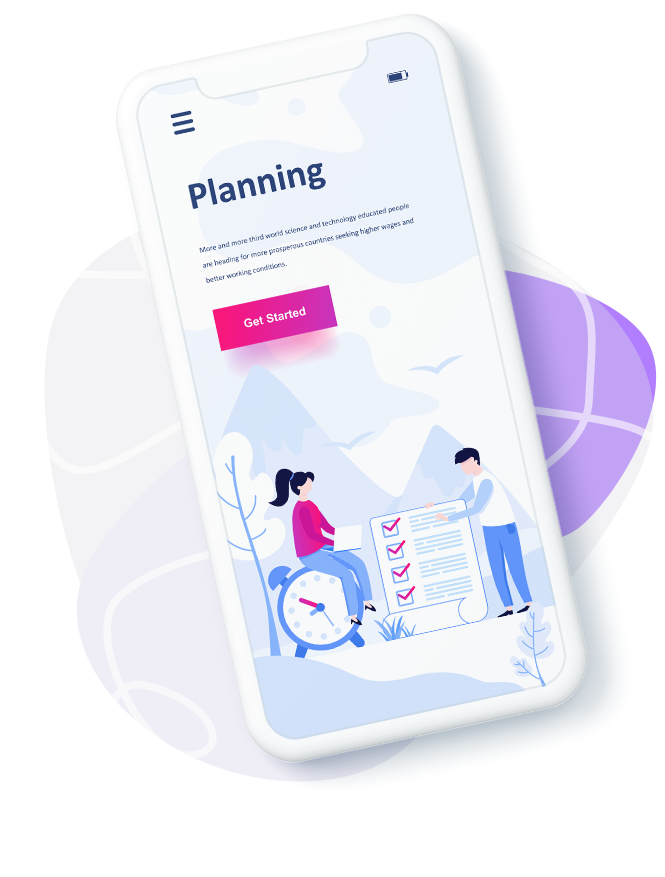 Planning
More and more third world science and technology educated people
are heading for more prosperous countries seeking higher wages and
better working conditions.
Get Started